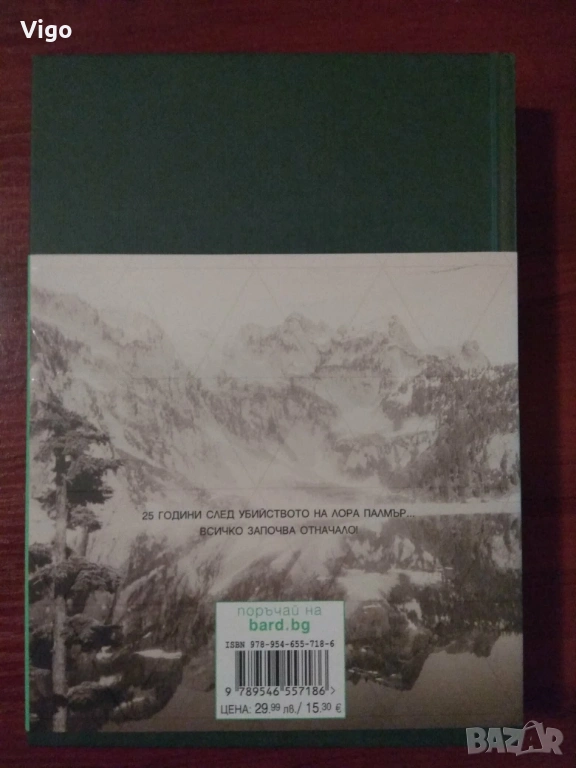 Vigo
25 ГОДИНИ СЛЕД УБИЙСТВОТО НА ЛОРА ПАЛМЪР...
ВСИЧКО ЗАПОЧВА ОТНАЧАЛО!
поръчай на
bard.bg
ISBN 978-954-655-718-6
9 789546 557186
ЦЕНА: 29.99 лв./ 15.30 €
BAZAR